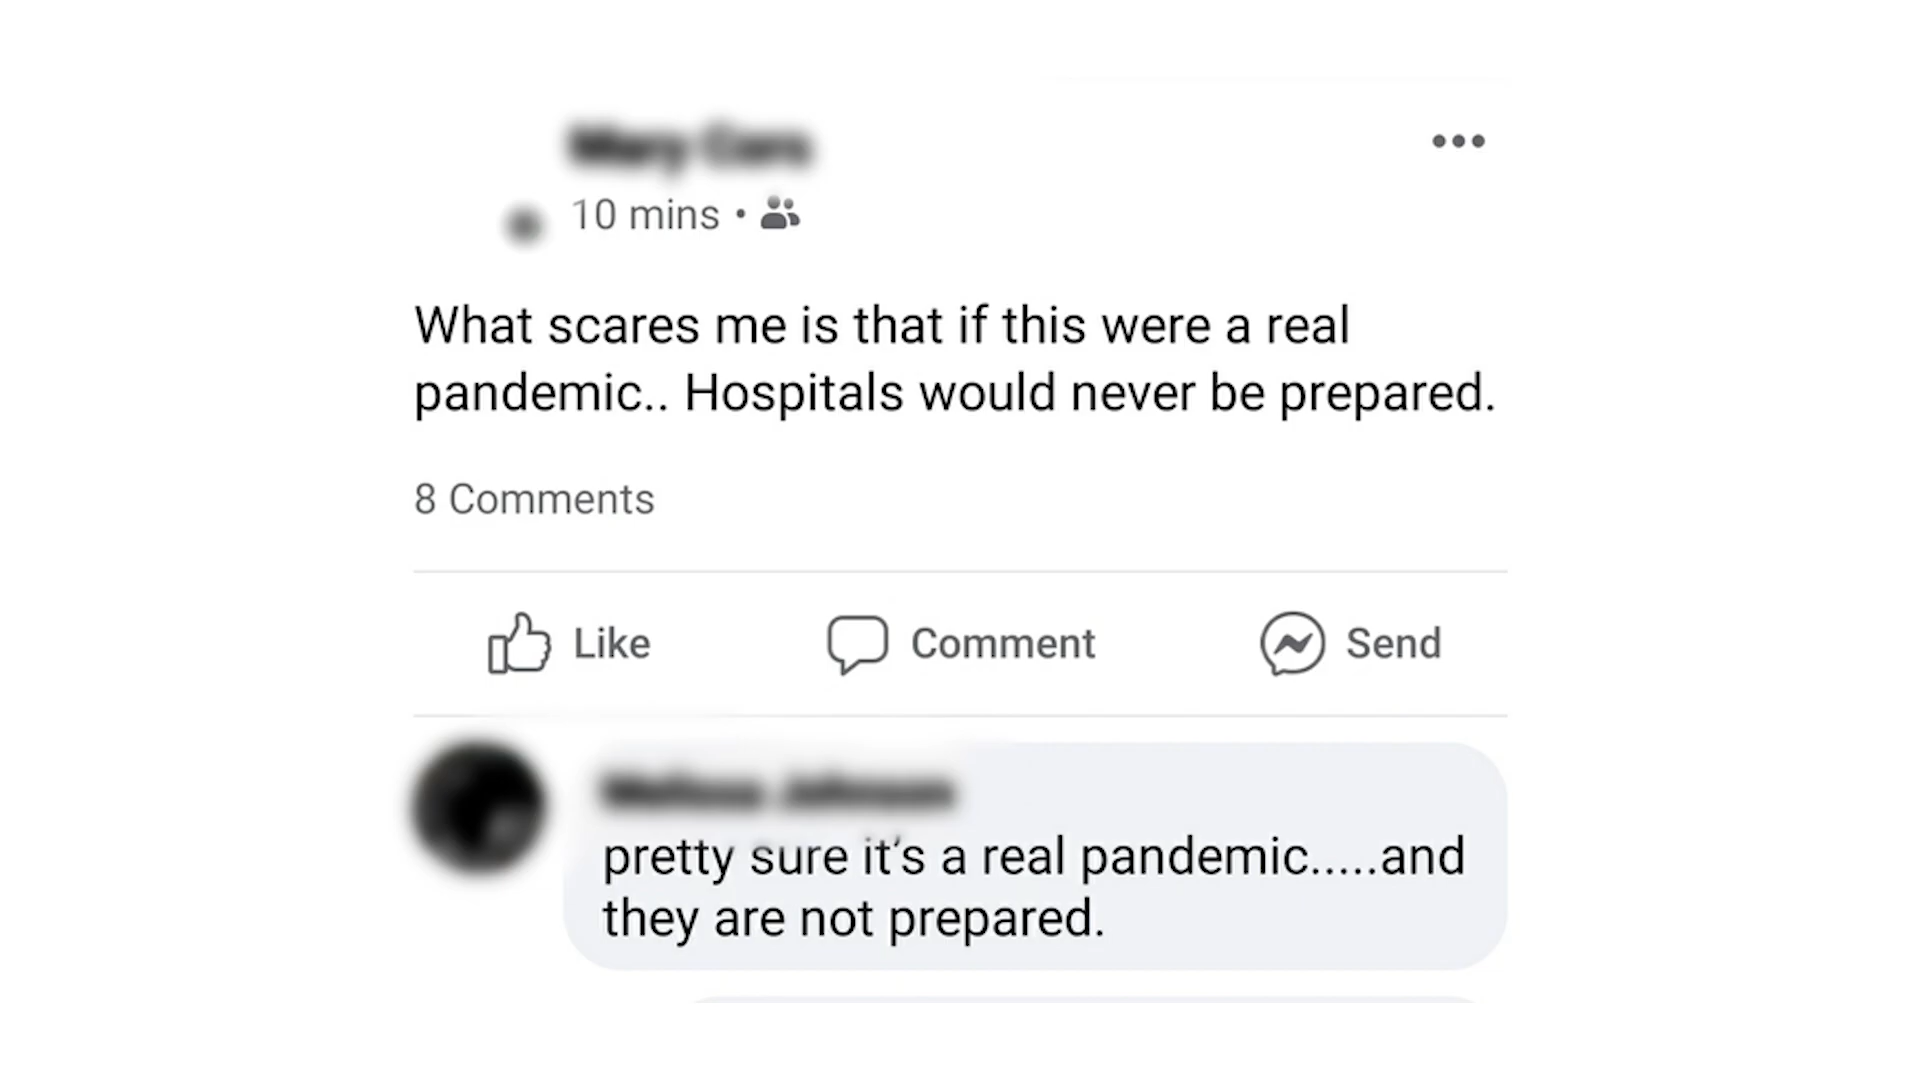 10 mins •
What scares me is that if this were a real
pandemic.. Hospitals would never be prepared.
8 Comments
Like
Comment
Send
pretty sure it's a real pandemic.....and
they are not prepared.